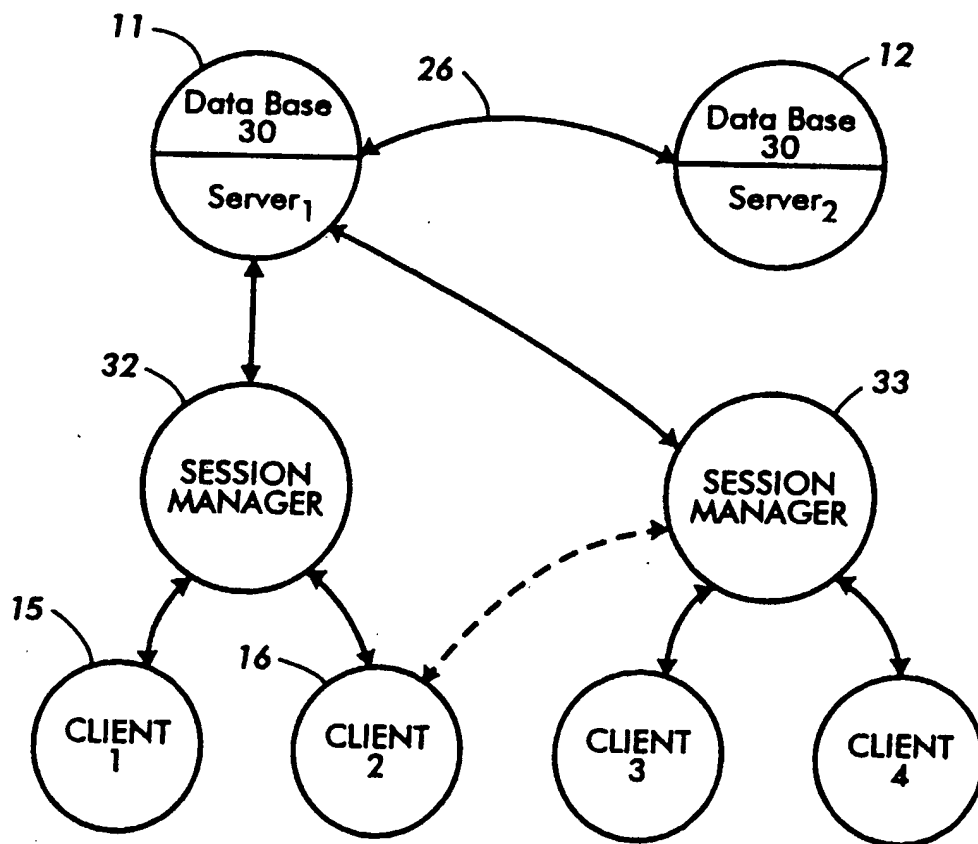 11
26
12
Data Base
30
Server1
Data Base
30
Server2
32
33
SESSION
MANAGER
SESSION
MANAGER
15
16
CLIENT
1
CLIENT
2
CLIENT
3
CLIENT
4